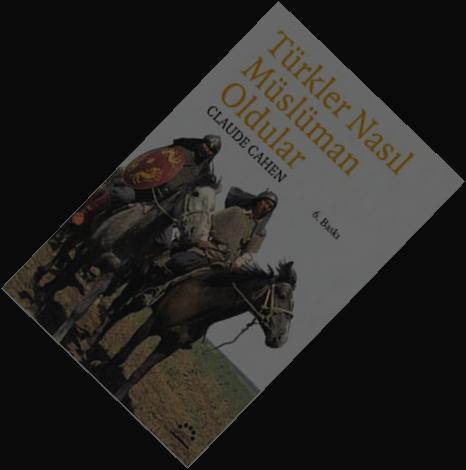 Türkler Nasıl
Müslüman
Oldular
CLAUDE CAHEN
6. Baskı